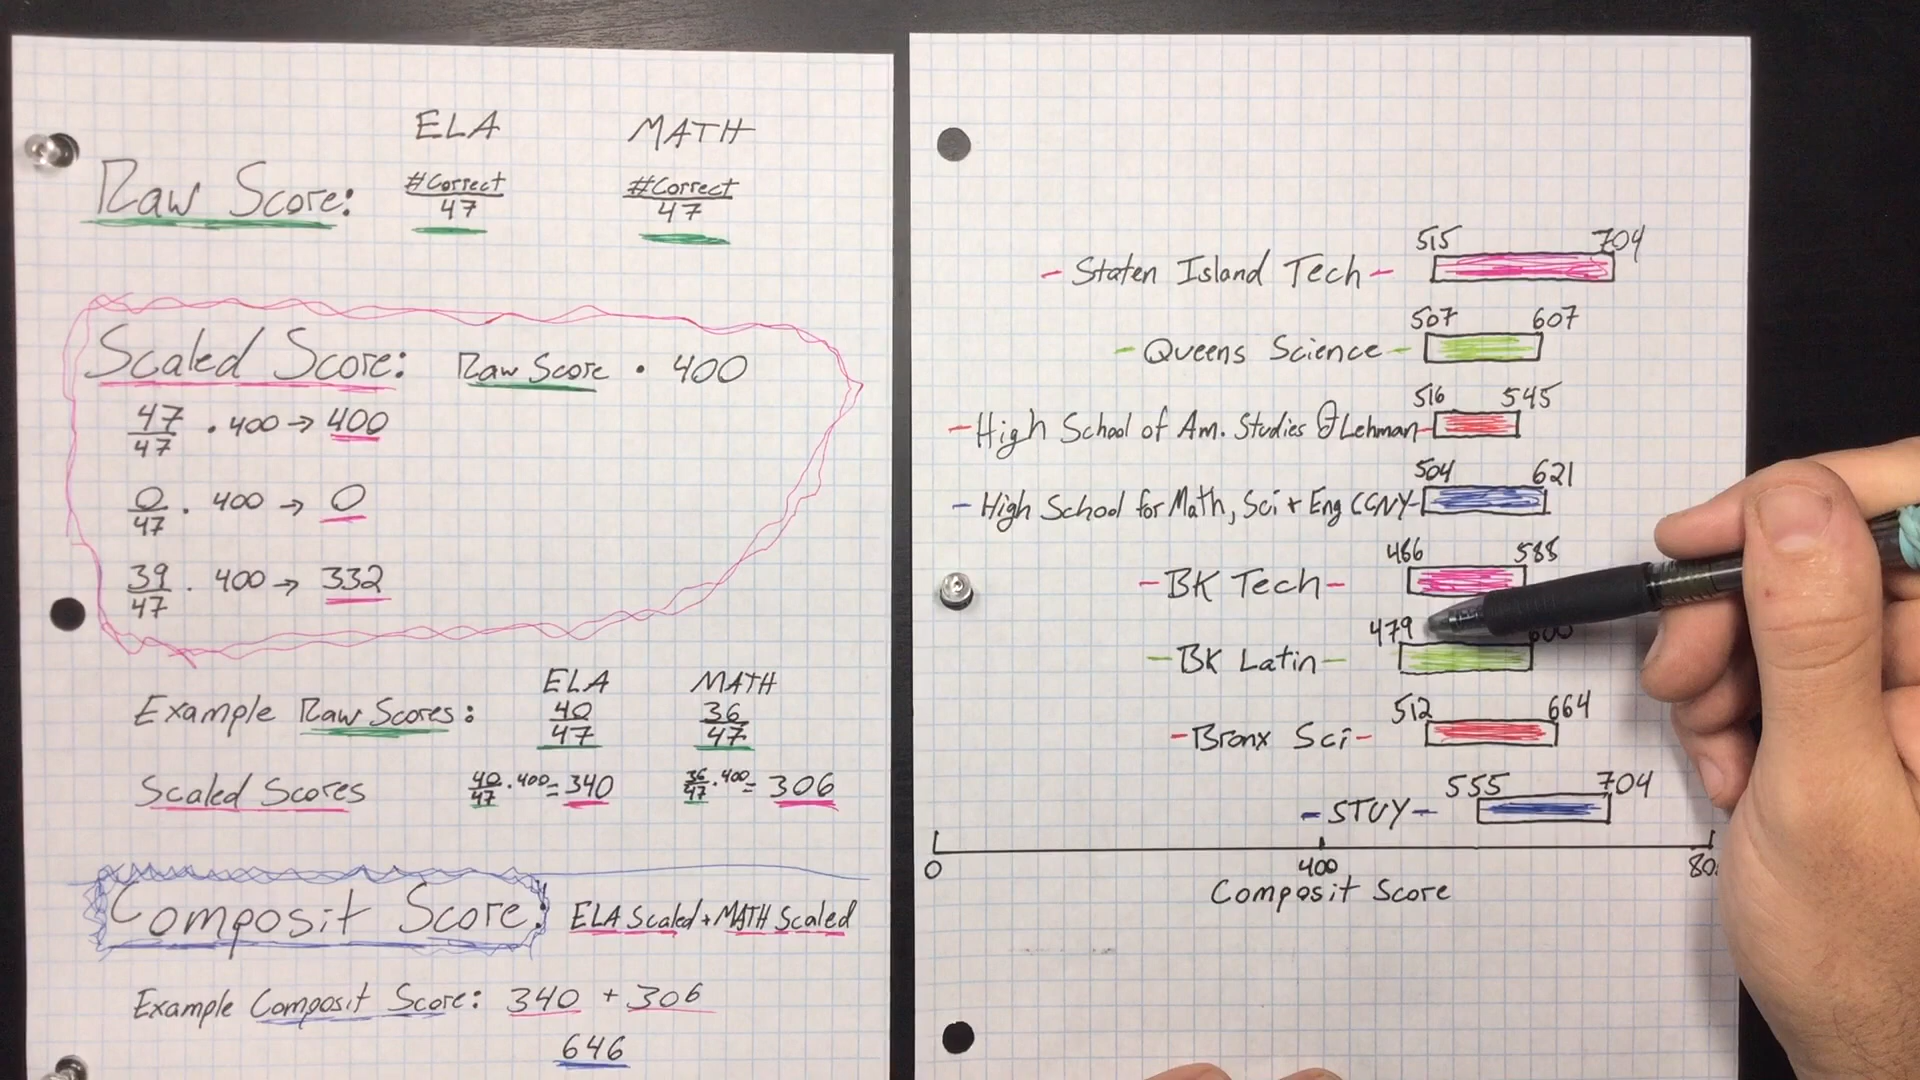 ELA MATH
Raw Score: #Correct/47 #Correct/47
Scaled Score: Raw Score · 400
47/47 · 400 → 400
0/47 · 400 → 0
39/47 · 400 → 332
ELA MATH
Example Raw Scores: 40/47 36/47
Scaled Scores 40/47 · 400 = 340 36/47 · 400 = 306
Composit Score: ELA Scaled + MATH Scaled
Example Composit Score: 340 + 306
646
515 704
- Staten Island Tech -
507 607
- Queens Science -
516 545
- High School of Am. Studies @ Lehman -
504 621
- High School for Math, Sci + Eng CCNY -
486 588
- BK Tech -
479
- BK Latin -
512 664
- Bronx Sci -
555 704
- STUY -
0 400 80
Composit Score